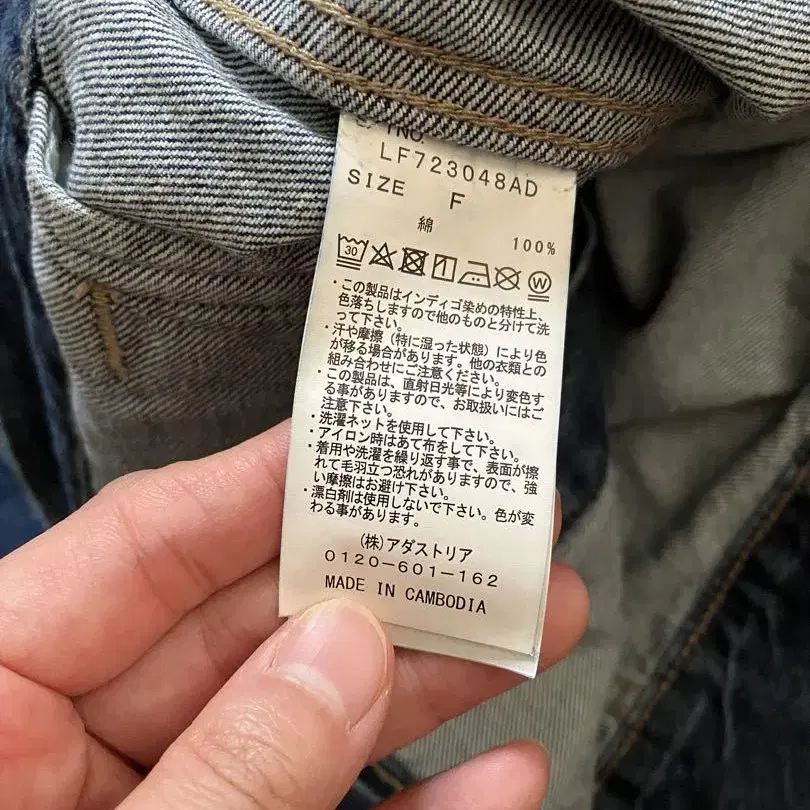 NO.
LF723048AD
SIZE F
綿 100%
30 W
・この製品はインディゴ染めの特性上、
色落ちしますので他のものと分けて洗
って下さい。
・汗や摩擦（特に湿った状態）により色
が移る場合があります。他の衣類との
組み合わせにご注意ください。
・この製品は、直射日光等により変色す
る事がありますので、お取扱いにはご
注意下さい。
・洗濯ネットを使用して下さい。
・アイロン時はあて布をして下さい。
・着用や洗濯を繰り返す事で、表面が擦
れて毛羽立つ恐れがありますので、強
い摩擦はお避け下さい。
・漂白剤は使用しないで下さい。色が変
わる事があります。
(株)アダストリア
0120-601-162
MADE IN CAMBODIA